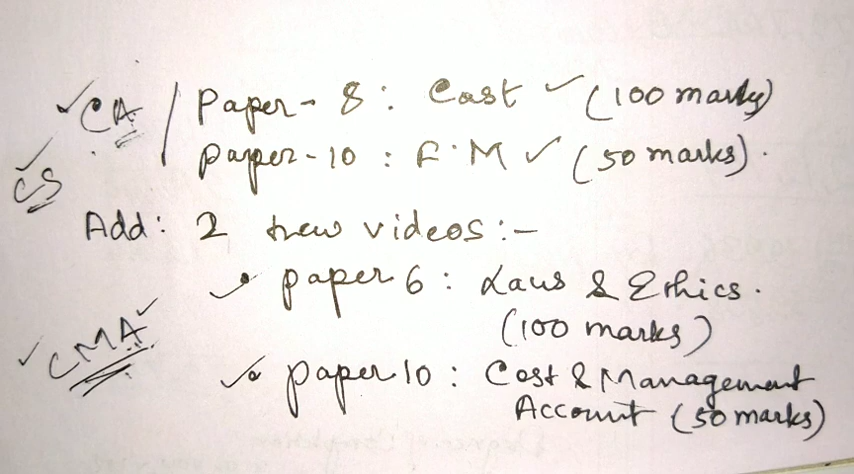 ✓ CA / Paper- 8 : Cost ✓ (100 marks)
✓ CS paper-10 : F.M ✓ (50 marks).
Add: 2 new videos :-
✓ paper 6 : Laws & Ethics.
(100 marks)
✓ CMA ✓
✓ paper 10 : Cost & Management
Account (50 marks)